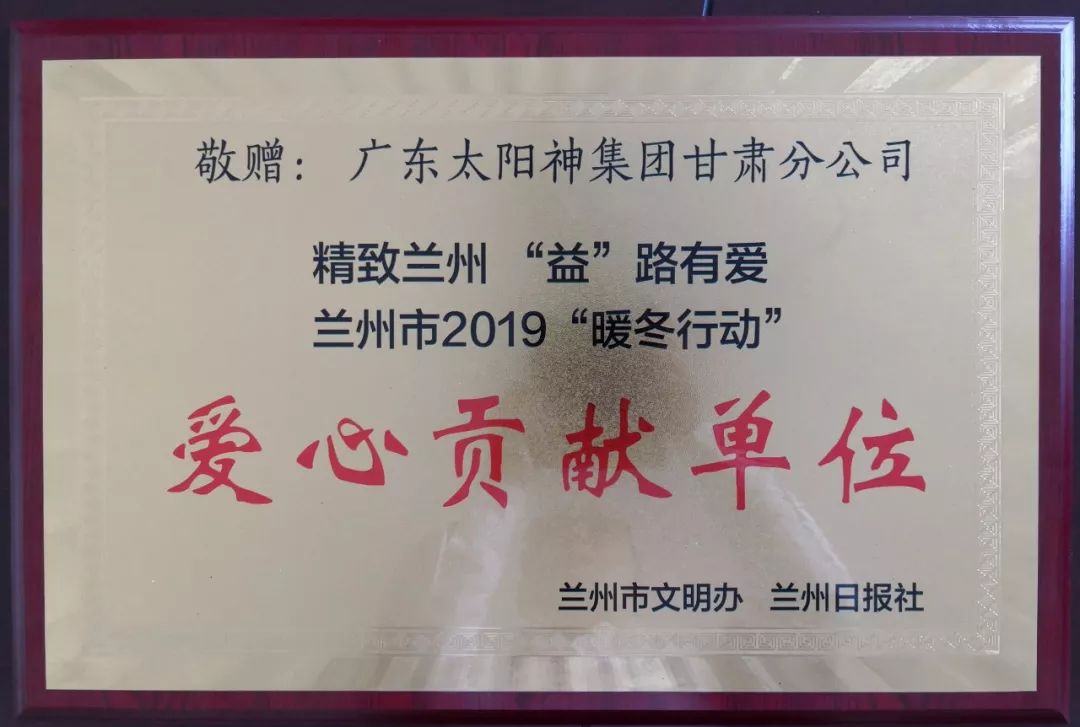 敬赠：广东太阳神集团甘肃分公司
精致兰州 “益”路有爱
兰州市2019“暖冬行动”
爱心贡献单位
兰州市文明办 兰州日报社